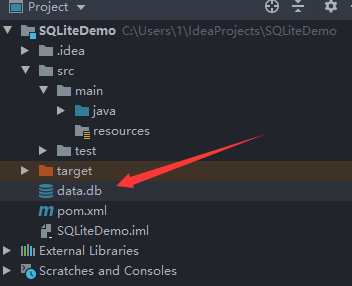 Project
SQLiteDemo C:\Users\1\IdeaProjects\SQLiteDemo
.idea
src
main
java
resources
test
target
data.db
pom.xml
SQLiteDemo.iml
External Libraries
Scratches and Consoles